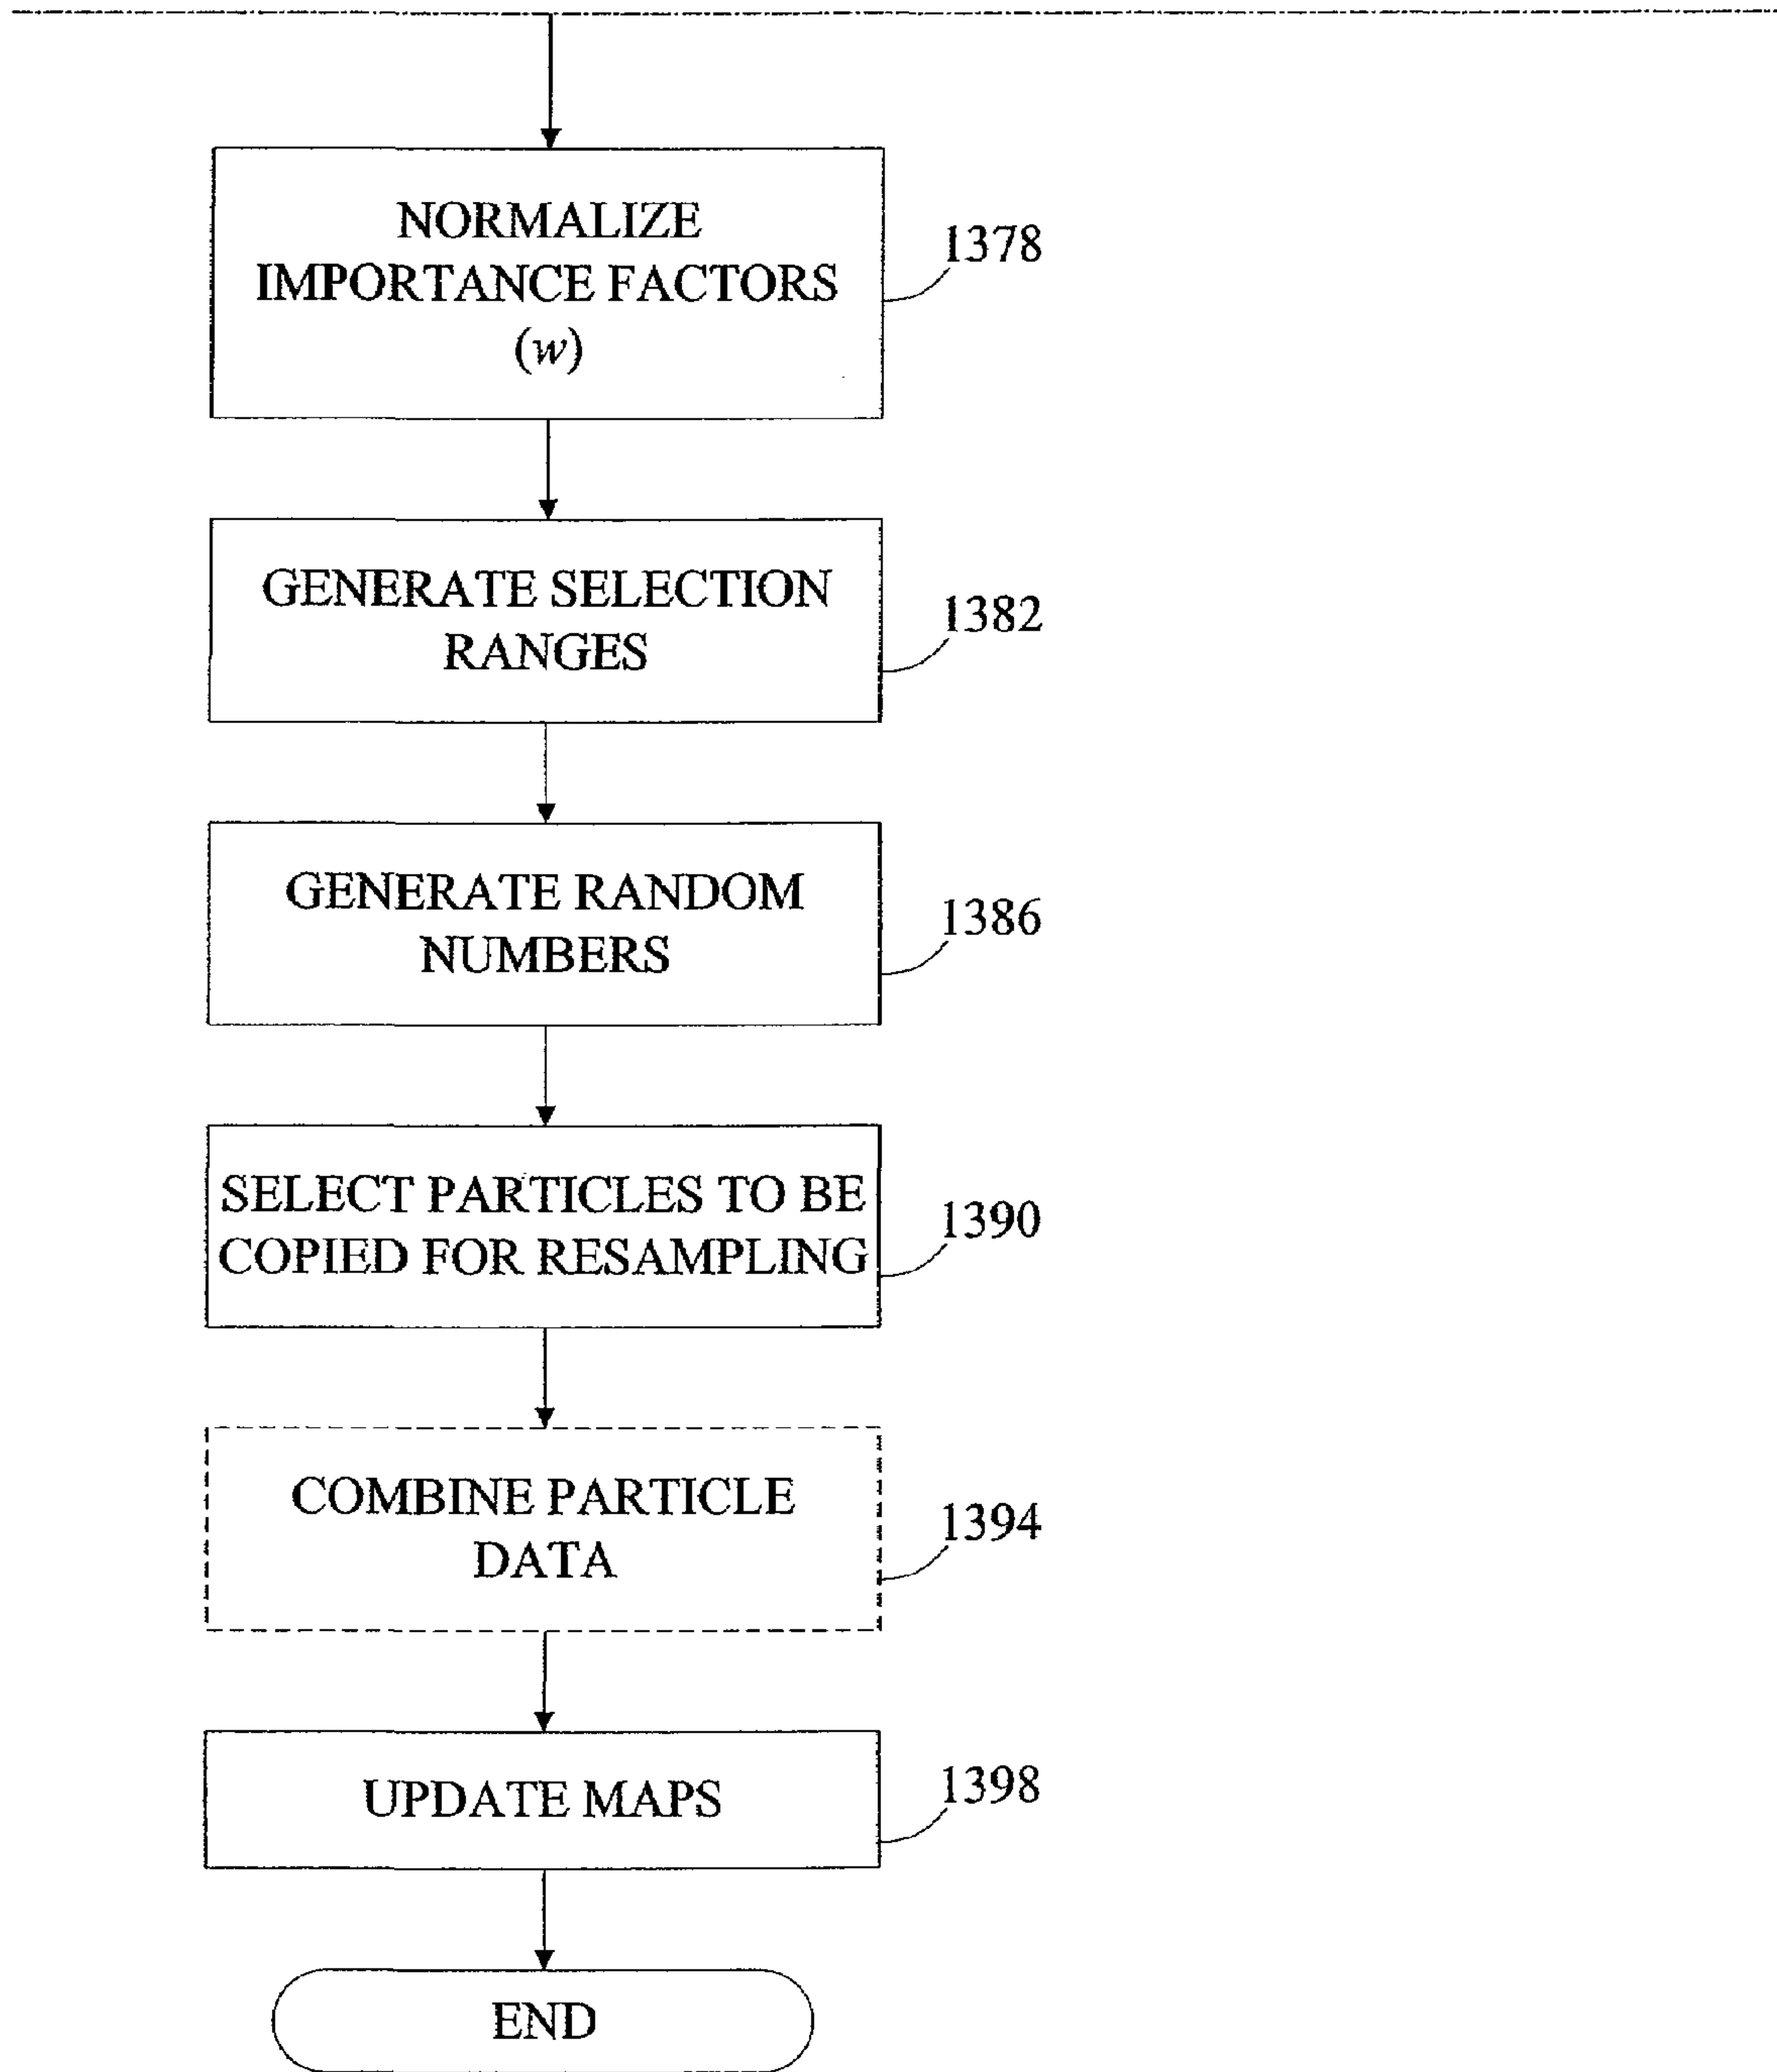 NORMALIZE
IMPORTANCE FACTORS
(w)
1378
GENERATE SELECTION
RANGES
1382
GENERATE RANDOM
NUMBERS
1386
SELECT PARTICLES TO BE
COPIED FOR RESAMPLING
1390
COMBINE PARTICLE
DATA
1394
UPDATE MAPS
1398
END